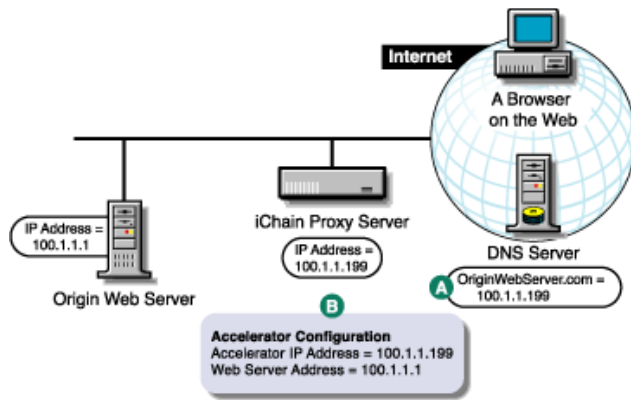 Internet
A Browser
on the Web
IP Address =
100.1.1.1
Origin Web Server
iChain Proxy Server
IP Address =
100.1.1.199
DNS Server
A
OriginWebServer.com =
100.1.1.199
B
Accelerator Configuration
Accelerator IP Address = 100.1.1.199
Web Server Address = 100.1.1.1